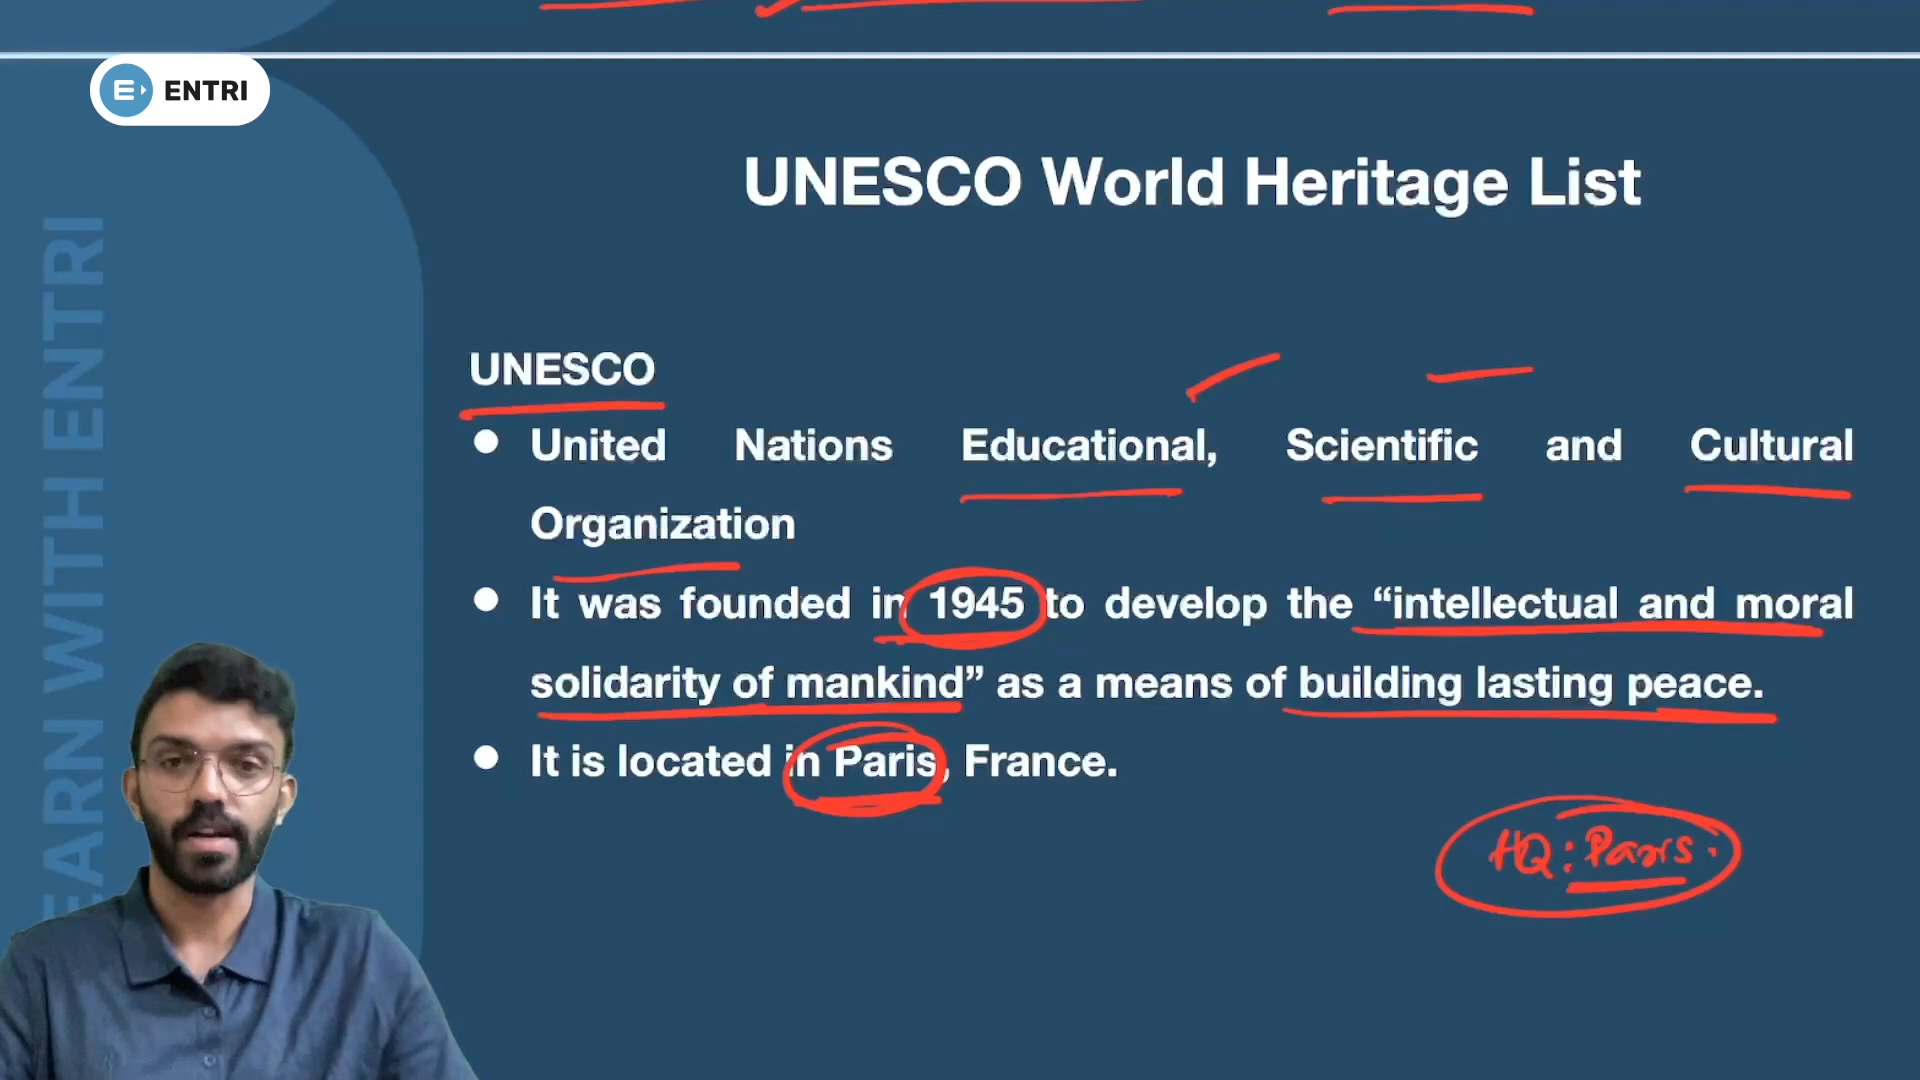 ENTRI
UNESCO World Heritage List
UNESCO
● United Nations Educational, Scientific and Cultural
Organization
● It was founded in 1945 to develop the “intellectual and moral
solidarity of mankind” as a means of building lasting peace.
● It is located in Paris, France.
HQ: Paris.
EARN WITH ENTRI